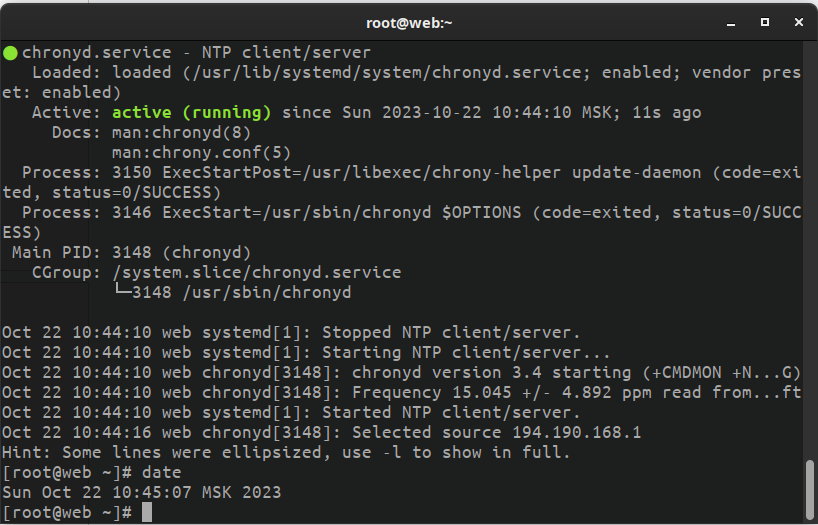 root@web:~
chronyd.service - NTP client/server
Loaded: loaded (/usr/lib/systemd/system/chronyd.service; enabled; vendor pres
et: enabled)
Active: active (running) since Sun 2023-10-22 10:44:10 MSK; 11s ago
Docs: man:chronyd(8)
man:chrony.conf(5)
Process: 3150 ExecStartPost=/usr/libexec/chrony-helper update-daemon (code=exi
ted, status=0/SUCCESS)
Process: 3146 ExecStart=/usr/sbin/chronyd $OPTIONS (code=exited, status=0/SUCC
ESS)
Main PID: 3148 (chronyd)
CGroup: /system.slice/chronyd.service
└─3148 /usr/sbin/chronyd
Oct 22 10:44:10 web systemd[1]: Stopped NTP client/server.
Oct 22 10:44:10 web systemd[1]: Starting NTP client/server...
Oct 22 10:44:10 web chronyd[3148]: chronyd version 3.4 starting (+CMDMON +N...G)
Oct 22 10:44:10 web chronyd[3148]: Frequency 15.045 +/- 4.892 ppm read from...ft
Oct 22 10:44:10 web systemd[1]: Started NTP client/server.
Oct 22 10:44:16 web chronyd[3148]: Selected source 194.190.168.1
Hint: Some lines were ellipsized, use -l to show in full.
[root@web ~]# date
Sun Oct 22 10:45:07 MSK 2023
[root@web ~]#